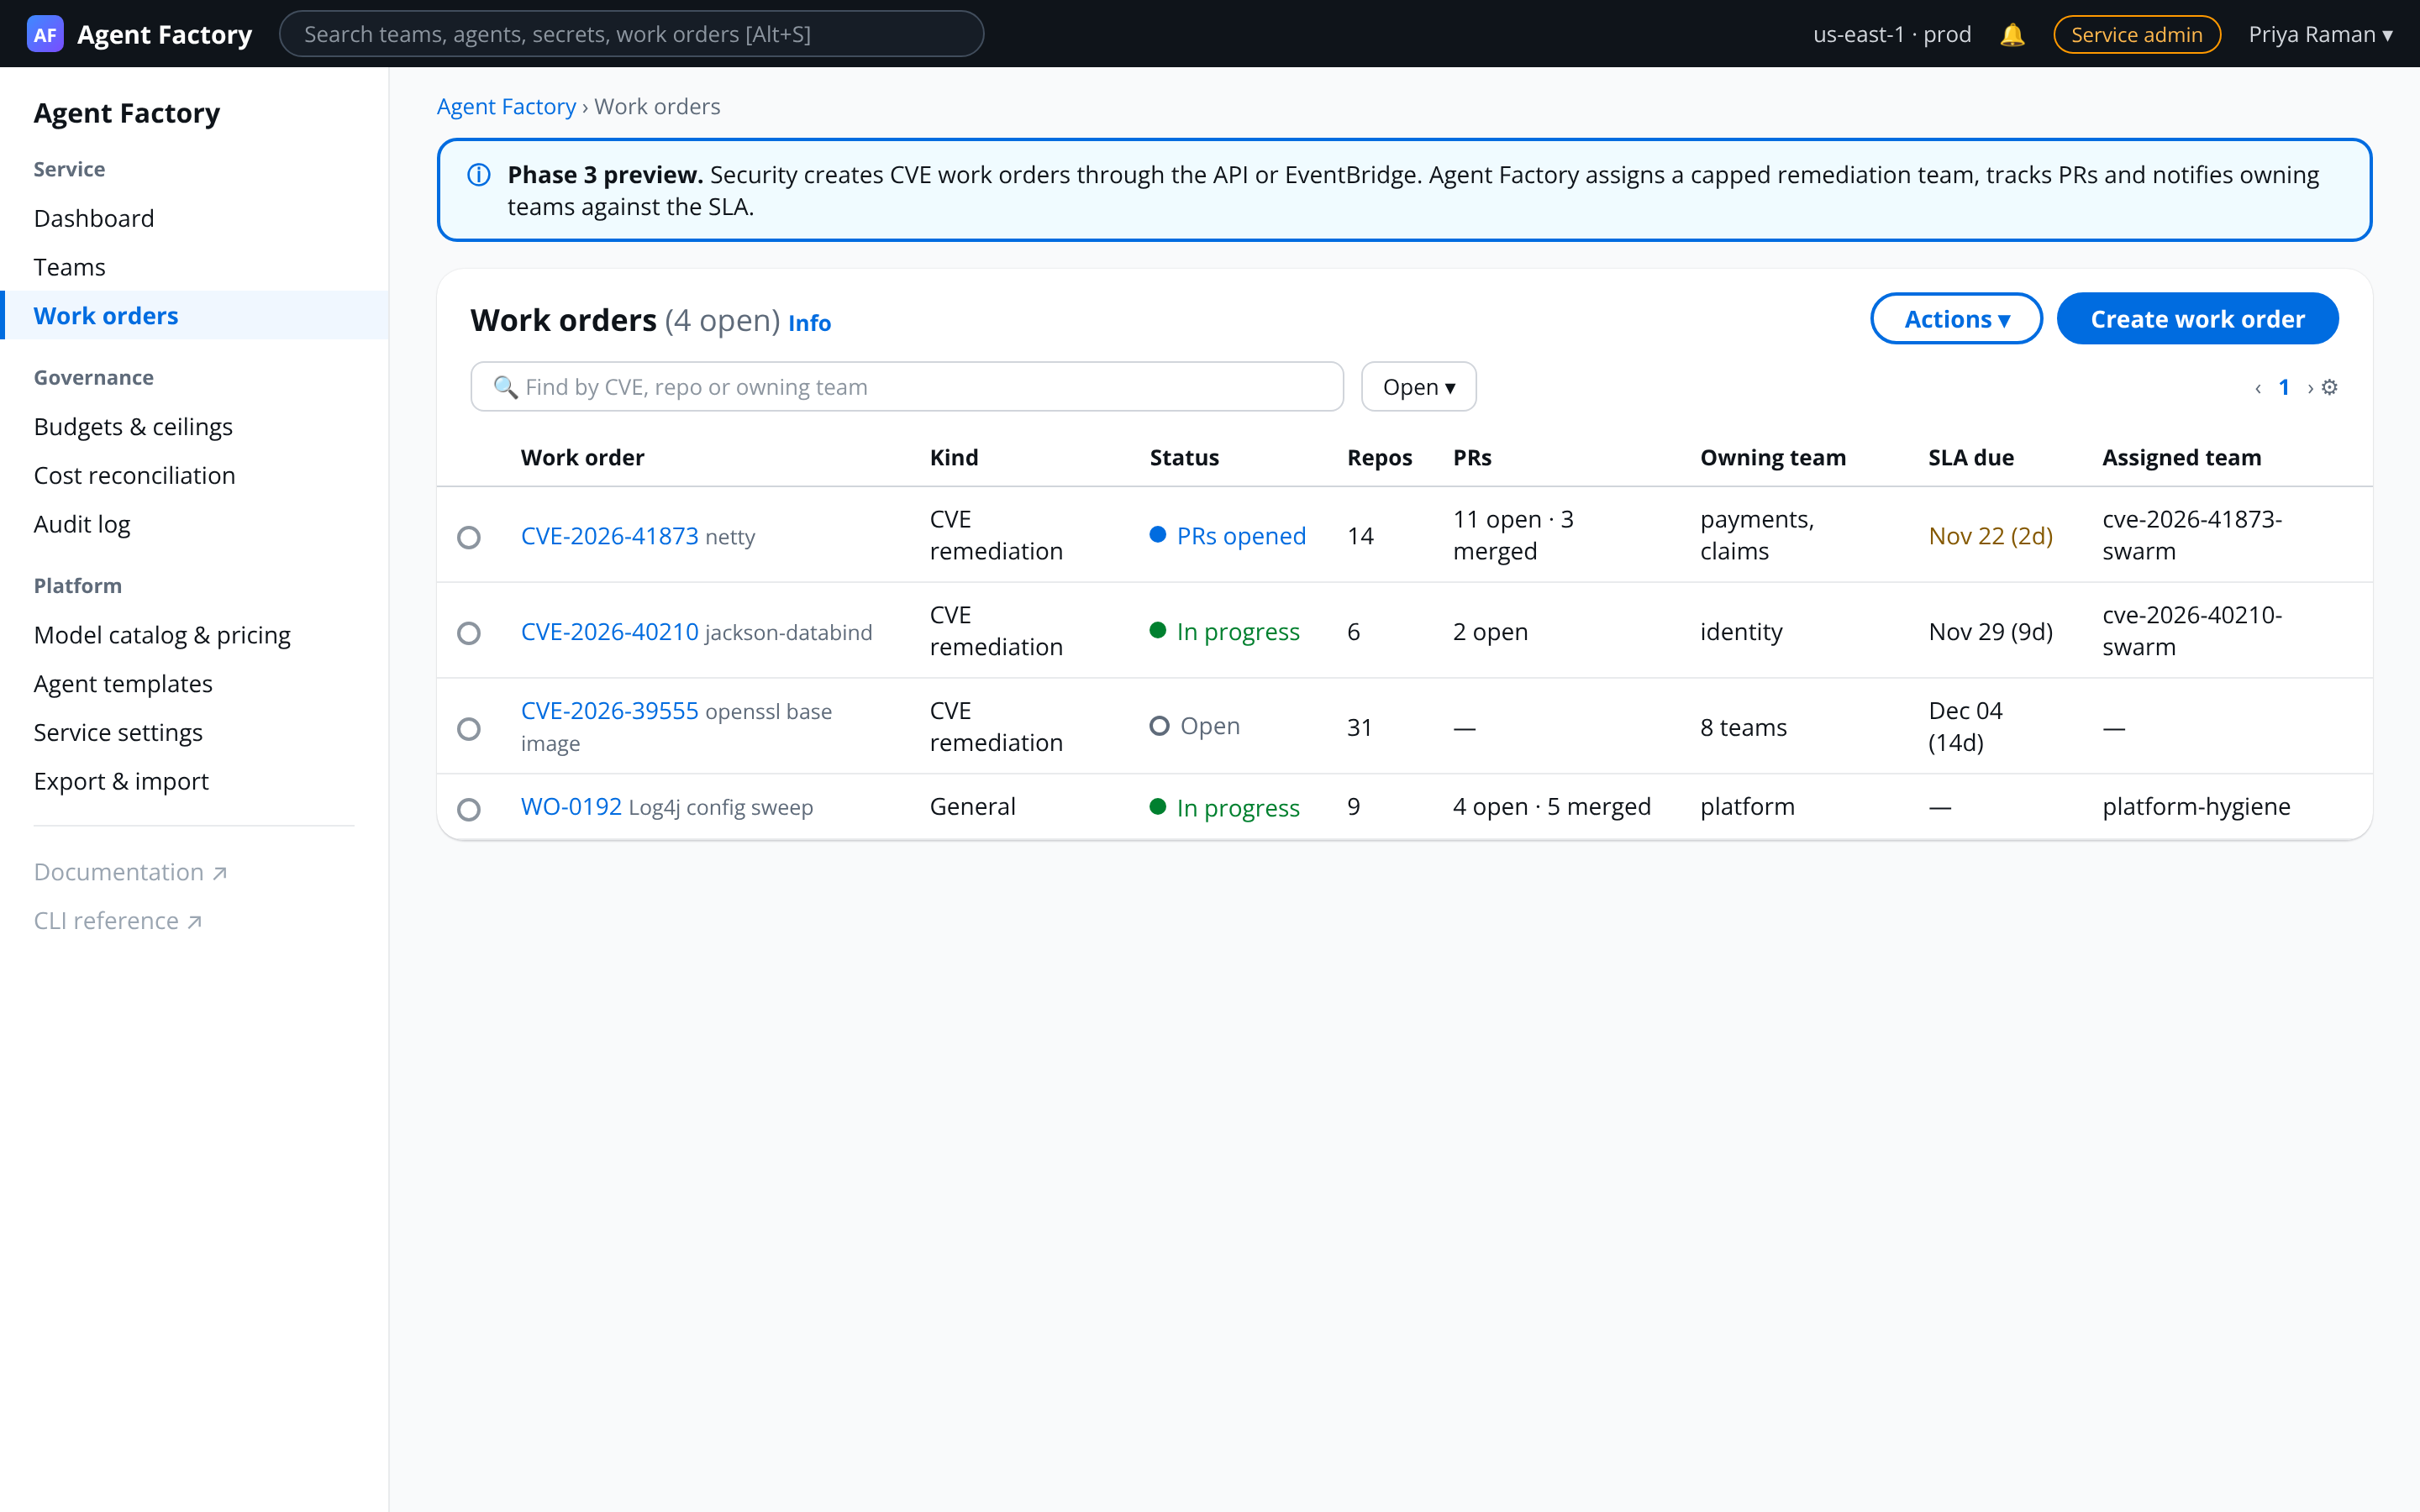 AF Agent Factory
Search teams, agents, secrets, work orders [Alt+S]
us-east-1 · prod
Service admin
Priya Raman ▾
Agent Factory
Service
Dashboard
Teams
Work orders
Governance
Budgets & ceilings
Cost reconciliation
Audit log
Platform
Model catalog & pricing
Agent templates
Service settings
Export & import
Documentation ↗
CLI reference ↗
Agent Factory › Work orders
Phase 3 preview. Security creates CVE work orders through the API or EventBridge. Agent Factory assigns a capped remediation team, tracks PRs and notifies owning
teams against the SLA.
Work orders (4 open) Info
Actions ▾
Create work order
🔍 Find by CVE, repo or owning team
Open ▾
‹ 1 › ⚙
Work order Kind Status Repos PRs Owning team SLA due Assigned team
CVE-2026-41873 netty
CVE
remediation
PRs opened
14
11 open · 3
merged
payments,
claims
Nov 22 (2d)
cve-2026-41873-
swarm
CVE-2026-40210 jackson-databind
CVE
remediation
In progress
6
2 open
identity
Nov 29 (9d)
cve-2026-40210-
swarm
CVE-2026-39555 openssl base
image
CVE
remediation
Open
31
—
8 teams
Dec 04
(14d)
—
WO-0192 Log4j config sweep
General
In progress
9
4 open · 5 merged
platform
—
platform-hygiene